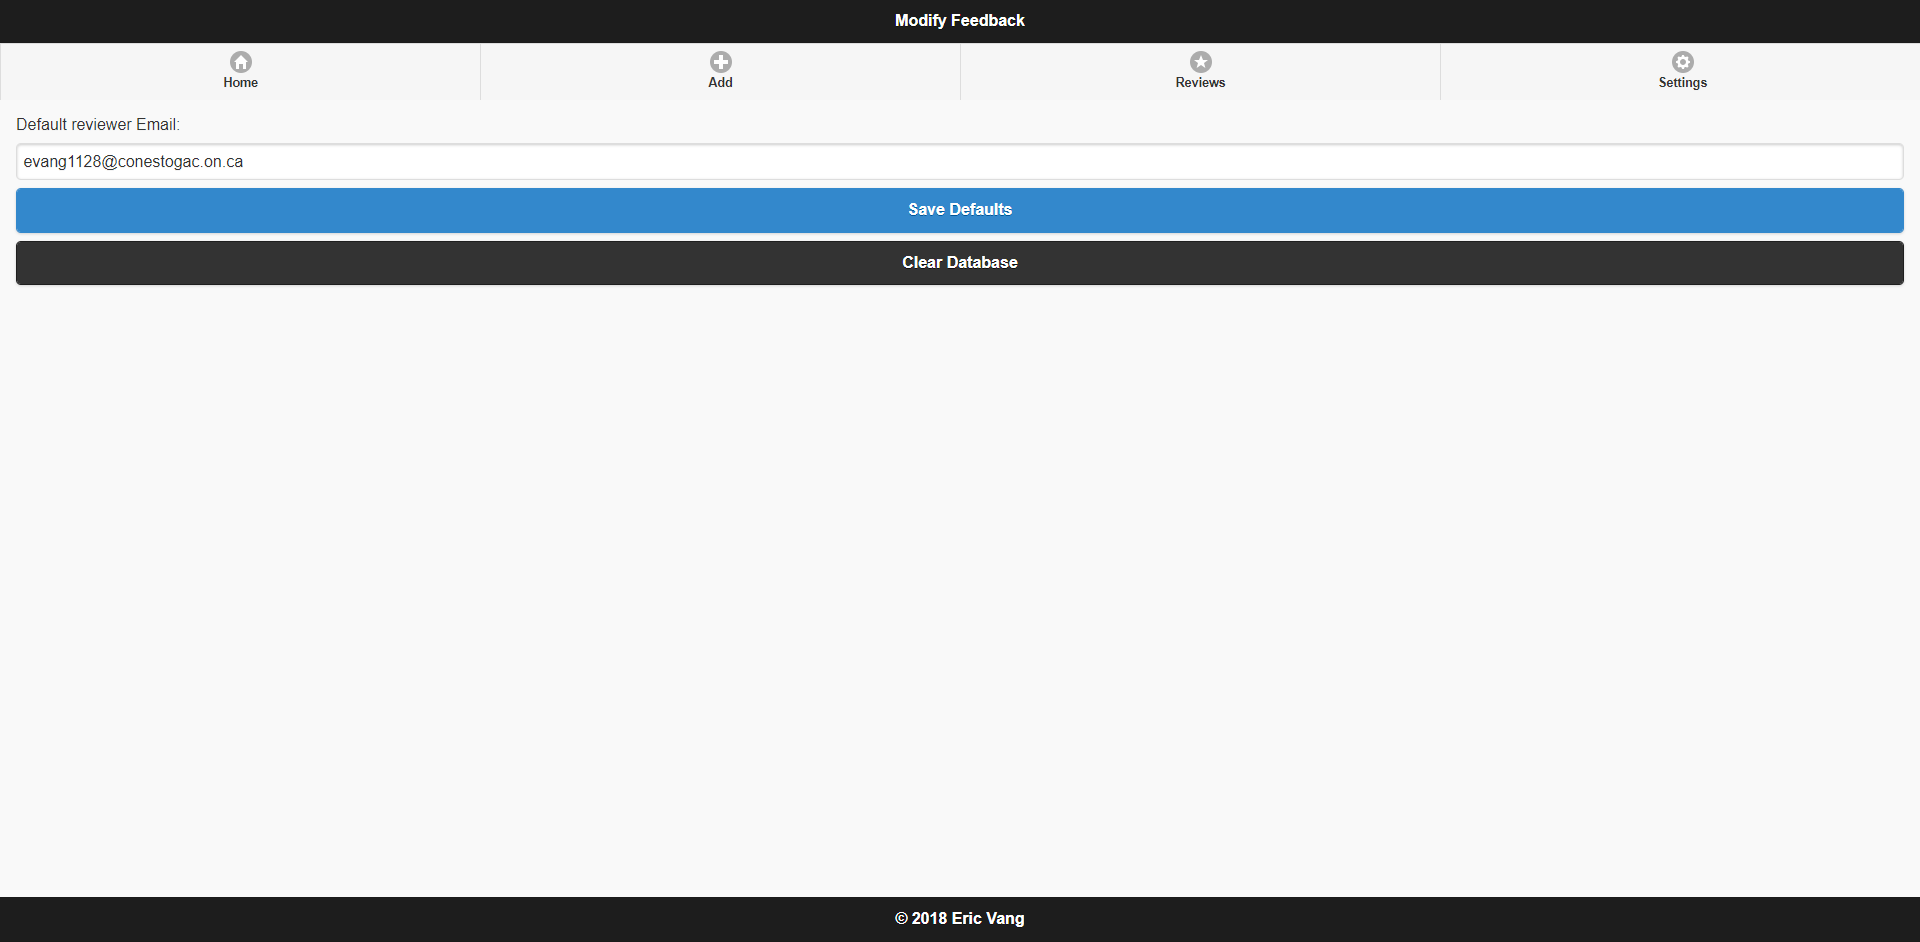 Modify Feedback
Home
Add
Reviews
Settings
Default reviewer Email:
evang1128@conestogac.on.ca
Save Defaults
Clear Database
© 2018 Eric Vang